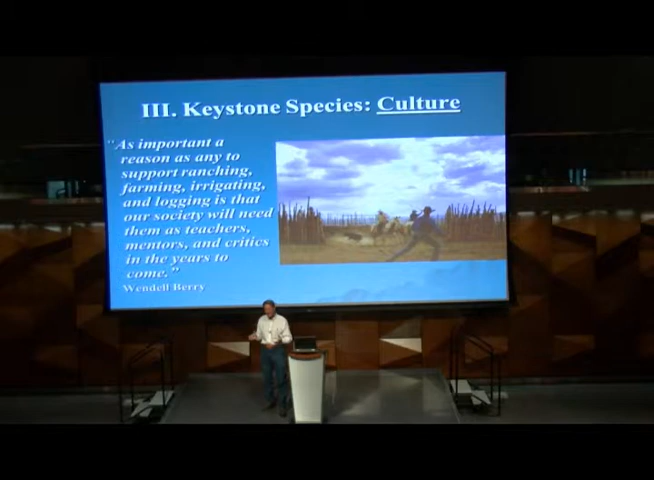 III. Keystone Species: Culture
"As important a
reason as any to
support ranching,
farming, irrigating,
and logging is that
our society will need
them as teachers,
mentors, and critics
in the years to
come."
Wendell Berry